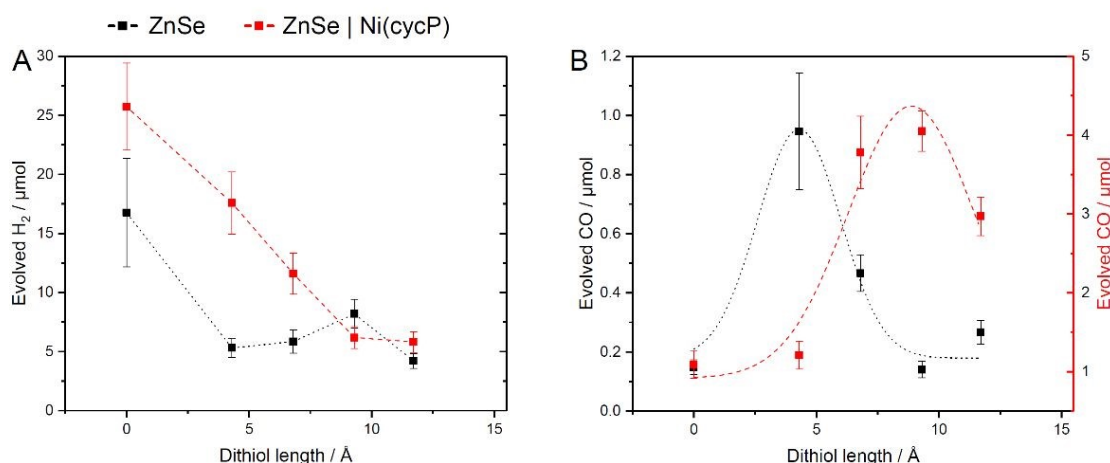 ZnSe ZnSe | Ni(cycP)
A
30
25
20
15
10
5
0
Evolved H₂ / µmol
0 5 10 15
Dithiol length / Å
B
1.2
1.0
0.8
0.6
0.4
0.2
0.0
Evolved CO / µmol
0 5 10 15
Dithiol length / Å
5
4
3
2
1
Evolved CO / µmol